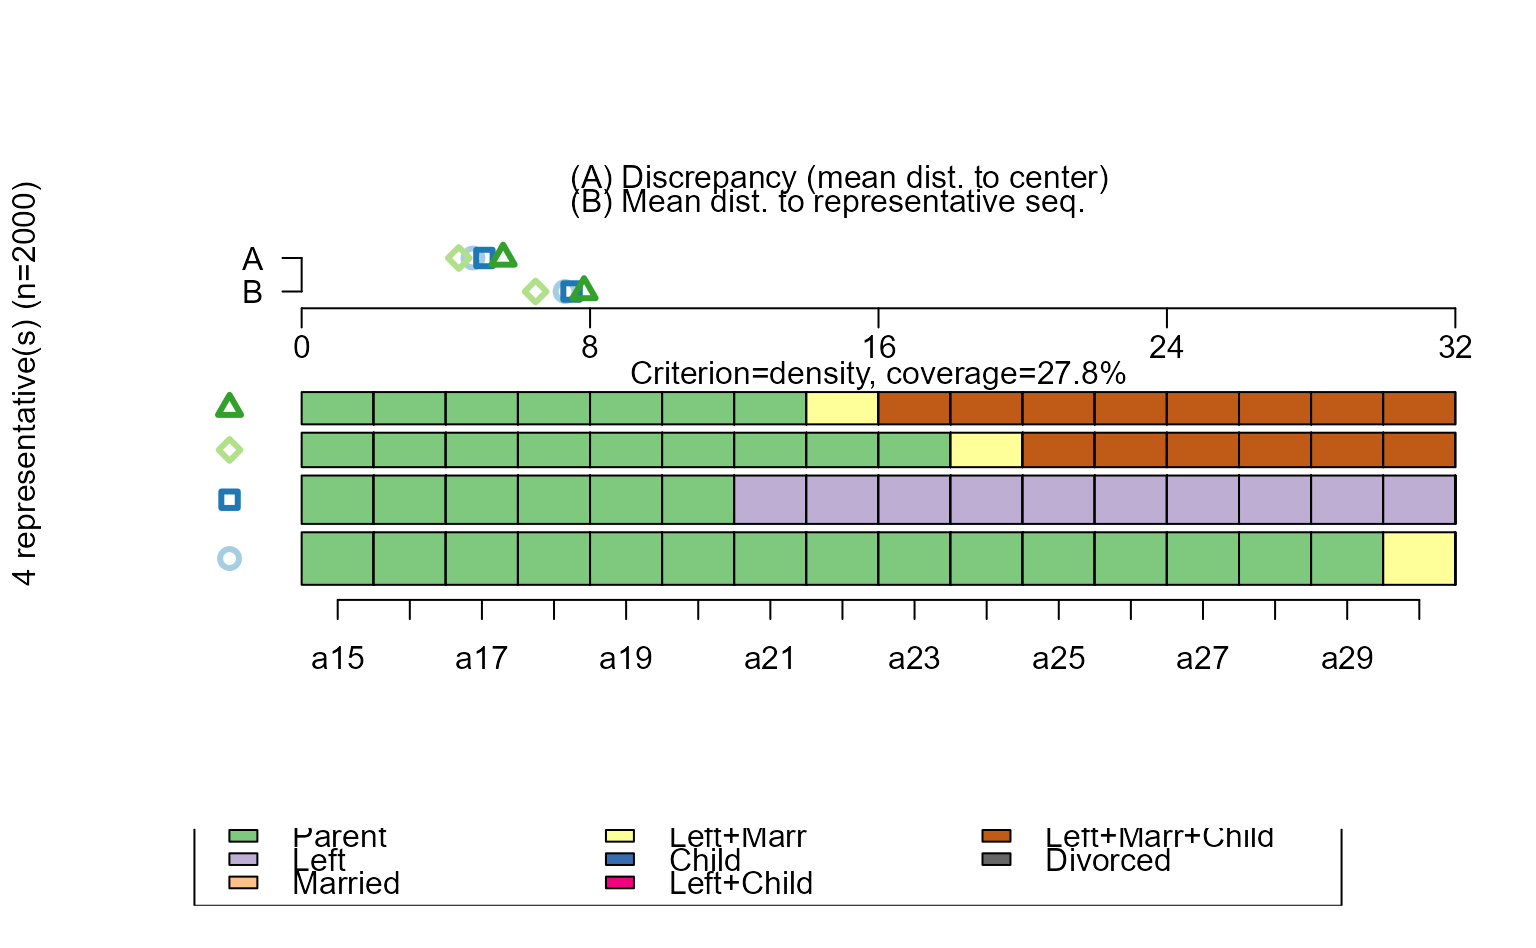 4 representative(s) (n=2000)
(A) Discrepancy (mean dist. to center)
(B) Mean dist. to representative seq.
A
B
0 8 16 24 32
Criterion=density, coverage=27.8%
a15 a17 a19 a21 a23 a25 a27 a29
Parent Left+Marr Left+Marr+Child
Left Child Divorced
Married Left+Child